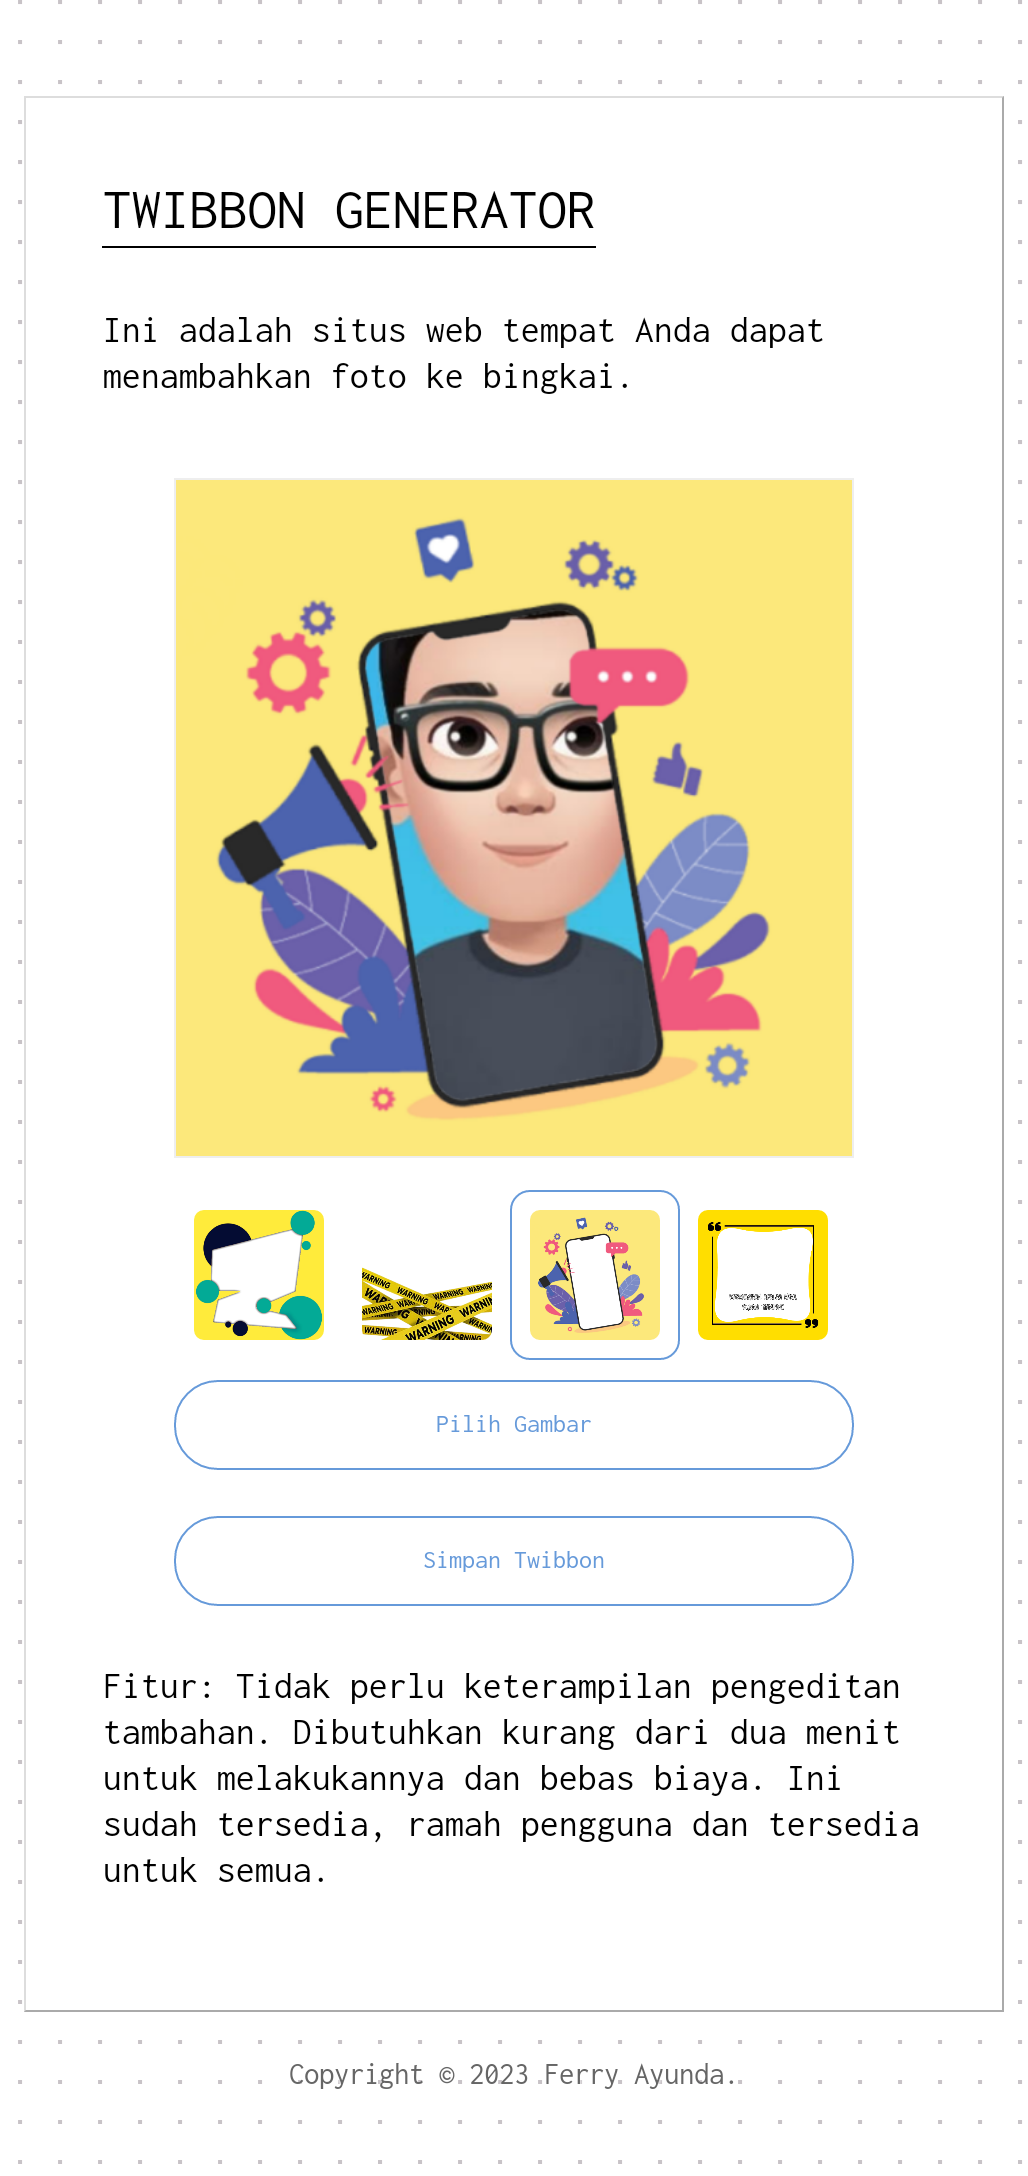 TWIBBON GENERATOR
Ini adalah situs web tempat Anda dapat
menambahkan foto ke bingkai.
WARNING WARNING WARNING
WARNING
WARNING
WARNING
Pilih Gambar
Simpan Twibbon
Fitur: Tidak perlu keterampilan pengeditan
tambahan. Dibutuhkan kurang dari dua menit
untuk melakukannya dan bebas biaya. Ini
sudah tersedia, ramah pengguna dan tersedia
untuk semua.
Copyright © 2023 Ferry Ayunda.